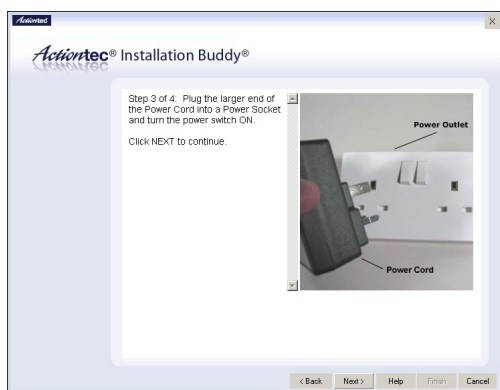 Actiontec
Actiontec® Installation Buddy®
Step 3 of 4: Plug the larger end of
the Power Cord into a Power Socket
and turn the power switch ON.
Click NEXT to continue.
Power Outlet
Power Cord
< Back Next > Help Finish Cancel